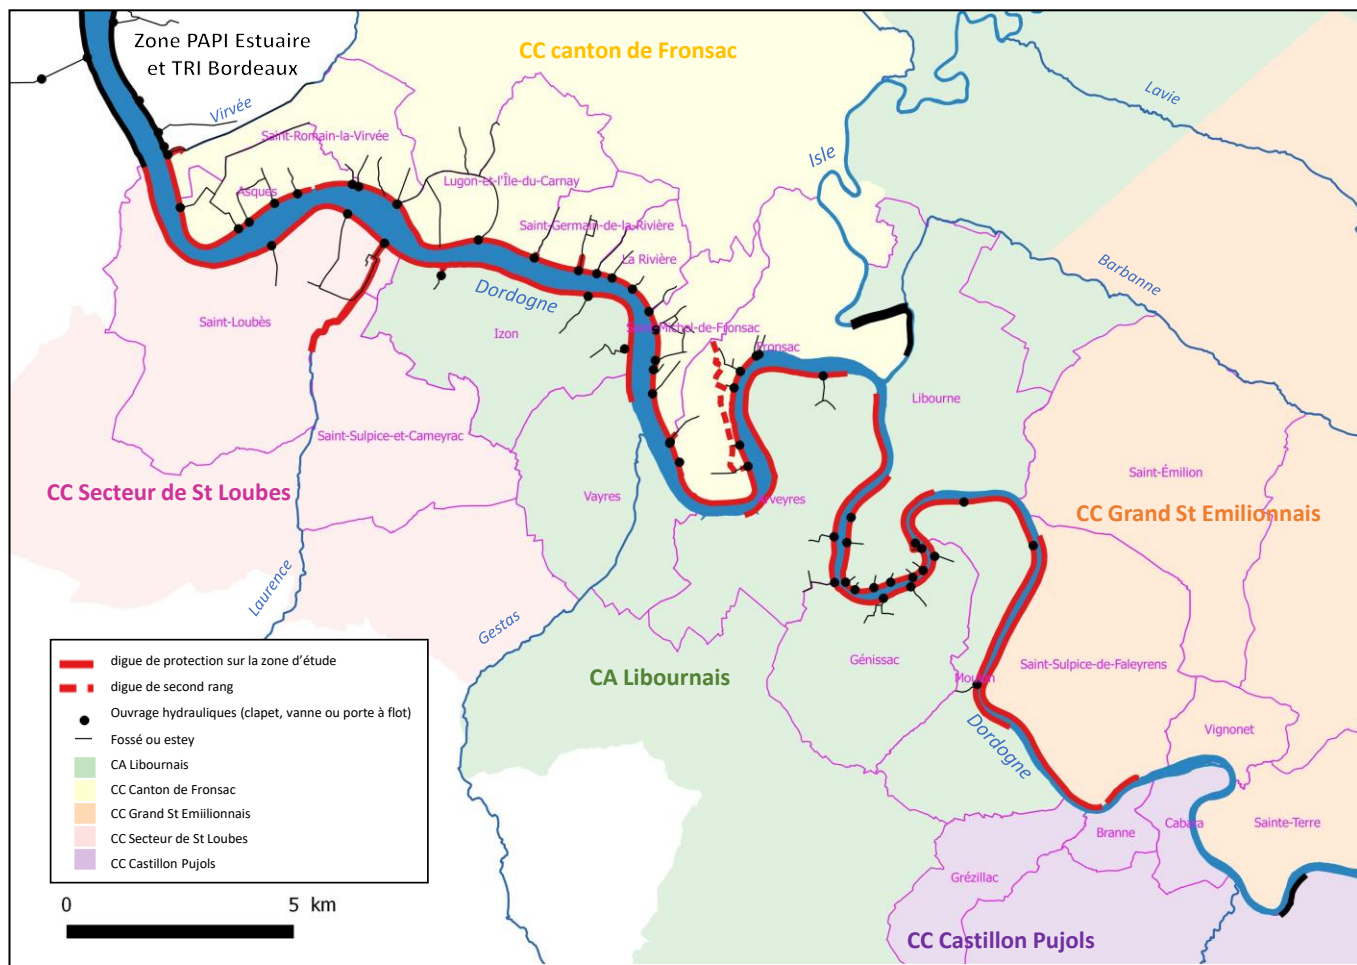 Zone PAPI Estuaire
et TRI Bordeaux
CC canton de Fronsac
Virvée
Lavie
Saint-Romain-la-Virvée
Isle
Asques
Lugon-et-l'Île-du-Carnay
Saint-Germain-de-la-Rivière
La Rivière
Barbanne
Dordogne
Saint-Loubès
Izon
Saint-Michel-de-Fronsac
Fronsac
Libourne
Saint-Sulpice-et-Cameyrac
Saint-Émilion
CC Secteur de St Loubes
Vayres
Arveyres
CC Grand St Emilionnais
Laurence
Gestas
CA Libournais
Génissac
Saint-Sulpice-de-Faleyrens
Moulon
Vignonet
Dordogne
Cabara
Sainte-Terre
Branne
Grézillac
CC Castillon Pujols
digue de protection sur la zone d'étude
digue de second rang
Ouvrage hydrauliques (clapet, vanne ou porte à flot)
Fossé ou estey
CA Libournais
CC Canton de Fronsac
CC Grand St Emiilionnais
CC Secteur de St Loubes
CC Castillon Pujols
0 5 km